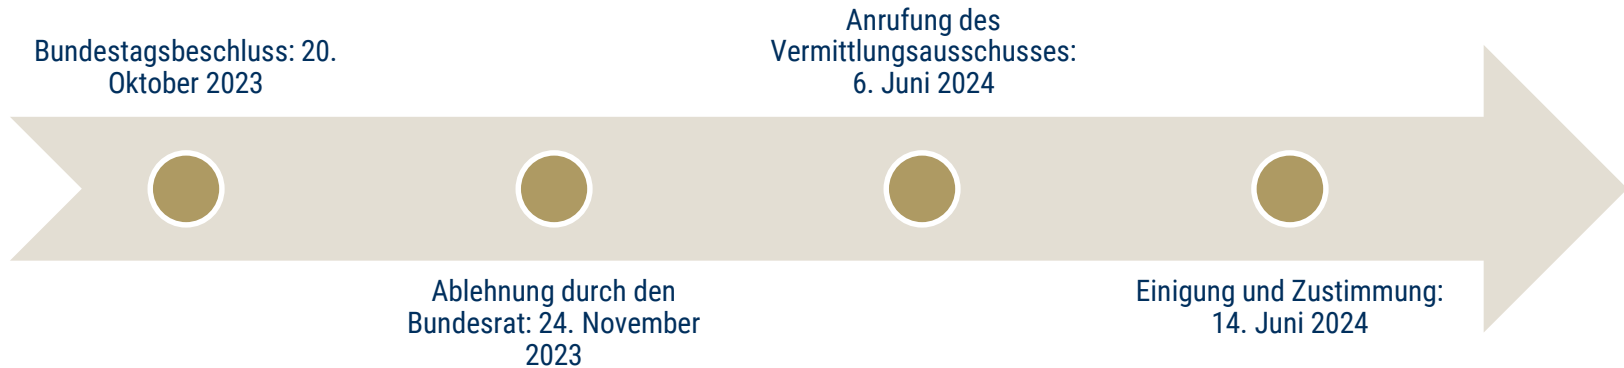 Bundestagsbeschluss: 20.
Oktober 2023
Ablehnung durch den
Bundesrat: 24. November
2023
Anrufung des
Vermittlungsausschusses:
6. Juni 2024
Einigung und Zustimmung:
14. Juni 2024